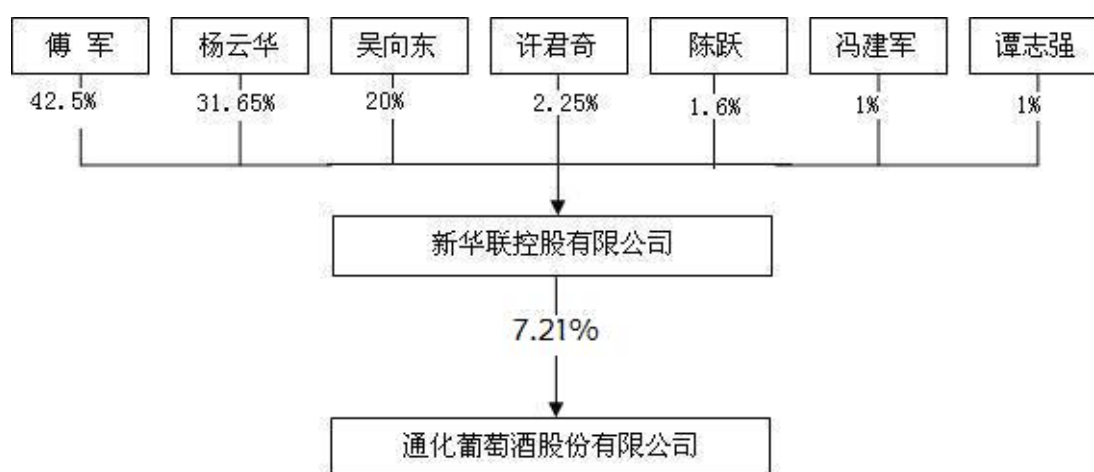 傅 军 杨云华 吴向东 许君奇 陈跃 冯建军 谭志强
42.5% 31.65% 20% 2.25% 1.6% 1% 1%
新华联控股有限公司
7.21%
通化葡萄酒股份有限公司